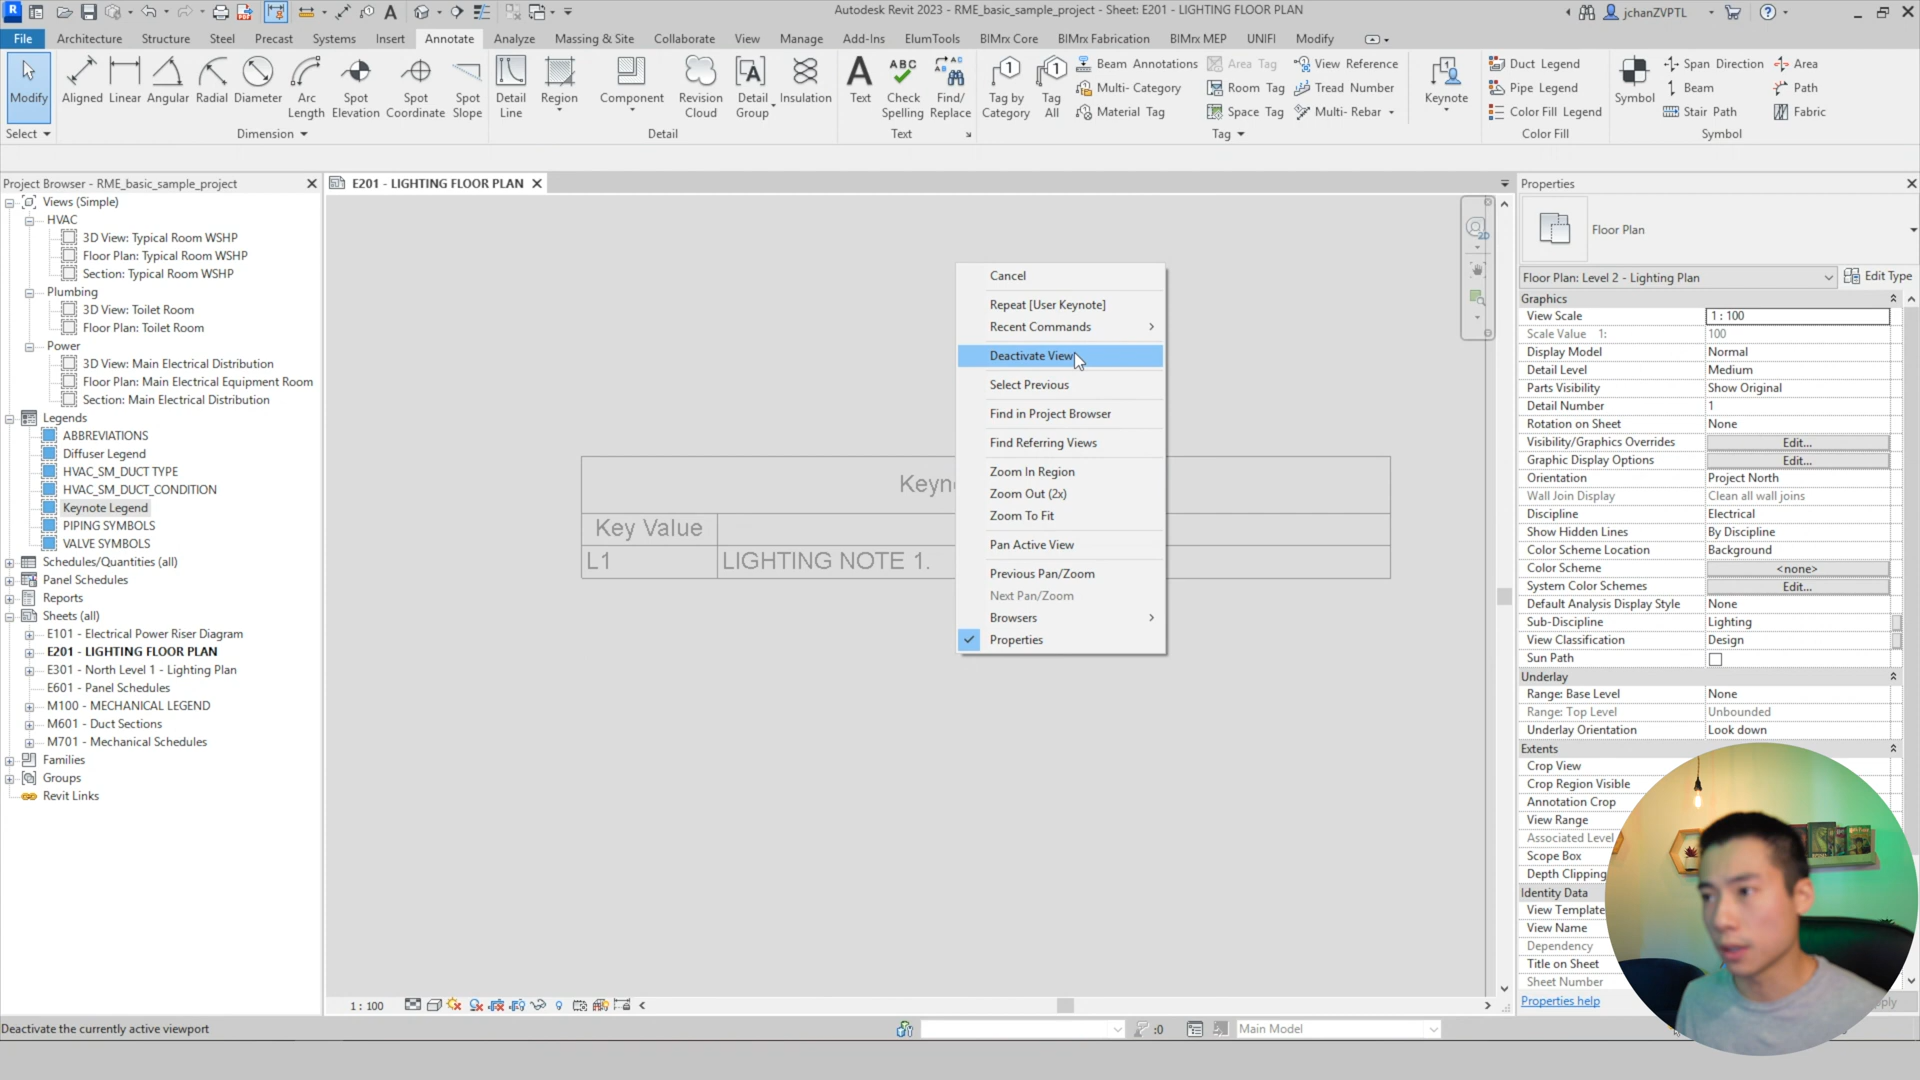 Autodesk Revit 2023 - RME_basic_sample_project - Sheet: E201 - LIGHTING FLOOR PLAN
jchanZVPTL
File Architecture Structure Steel Precast Systems Insert Annotate Analyze Massing & Site Collaborate View Manage Add-Ins ElumTools BIMrx Core BIMrx Fabrication BIMrx MEP UNIFI Modify
Modify
Aligned Linear Angular Radial Diameter Arc Length Spot Elevation Spot Coordinate Spot Slope
Detail Line Region Component Revision Cloud Detail Group Insulation
Text Check Spelling Find/ Replace
ABC
Tag by Category Tag All
Beam Annotations
Multi- Category
Material Tag
Area Tag
Room Tag
Space Tag
View Reference
Tread Number
Multi- Rebar
Keynote
Duct Legend
Pipe Legend
Color Fill Legend
Symbol
Span Direction
Beam
Stair Path
Area
Path
Fabric
Select Dimension Detail Text Tag Color Fill Symbol
Project Browser - RME_basic_sample_project
Views (Simple)
HVAC
3D View: Typical Room WSHP
Floor Plan: Typical Room WSHP
Section: Typical Room WSHP
Plumbing
3D View: Toilet Room
Floor Plan: Toilet Room
Power
3D View: Main Electrical Distribution
Floor Plan: Main Electrical Equipment Room
Section: Main Electrical Distribution
Legends
ABBREVIATIONS
Diffuser Legend
HVAC_SM_DUCT TYPE
HVAC_SM_DUCT_CONDITION
Keynote Legend
PIPING SYMBOLS
VALVE SYMBOLS
Schedules/Quantities (all)
Panel Schedules
Reports
Sheets (all)
E101 - Electrical Power Riser Diagram
E201 - LIGHTING FLOOR PLAN
E301 - North Level 1 - Lighting Plan
E601 - Panel Schedules
M100 - MECHANICAL LEGEND
M601 - Duct Sections
M701 - Mechanical Schedules
Families
Groups
Revit Links
E201 - LIGHTING FLOOR PLAN
Key Value
L1 LIGHTING NOTE 1.
Cancel
Repeat [User Keynote]
Recent Commands
Deactivate View
Select Previous
Find in Project Browser
Find Referring Views
Zoom In Region
Zoom Out (2x)
Zoom To Fit
Pan Active View
Previous Pan/Zoom
Next Pan/Zoom
Browsers
Properties
1 : 100
Properties
Floor Plan
Floor Plan: Level 2 - Lighting Plan Edit Type
Graphics
View Scale 1 : 100
Scale Value 1: 100
Display Model Normal
Detail Level Medium
Parts Visibility Show Original
Detail Number 1
Rotation on Sheet None
Visibility/Graphics Overrides Edit...
Graphic Display Options Edit...
Orientation Project North
Wall Join Display Clean all wall joins
Discipline Electrical
Show Hidden Lines By Discipline
Color Scheme Location Background
Color Scheme <none>
System Color Schemes Edit...
Default Analysis Display Style None
Sub-Discipline Lighting
View Classification Design
Sun Path
Underlay
Range: Base Level None
Range: Top Level Unbounded
Underlay Orientation Look down
Extents
Crop View
Crop Region Visible
Annotation Crop
View Range
Associated Level
Scope Box
Depth Clipping
Identity Data
View Template
View Name
Dependency
Title on Sheet
Sheet Number
Properties help
Deactivate the currently active viewport
:0
Main Model